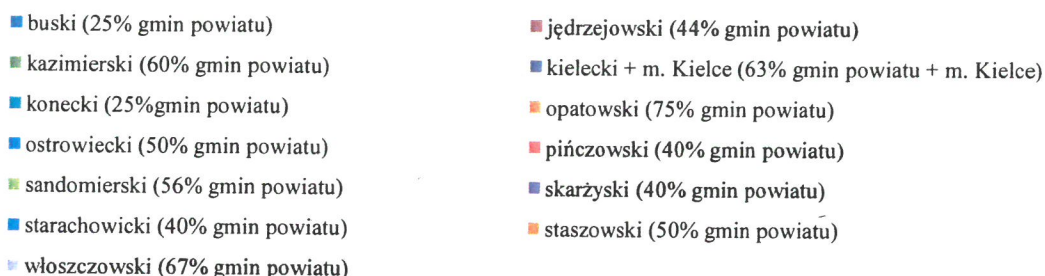 buski (25% gmin powiatu)
kazimierski (60% gmin powiatu)
konecki (25%gmin powiatu)
ostrowiecki (50% gmin powiatu)
sandomierski (56% gmin powiatu)
starachowicki (40% gmin powiatu)
włoszczowski (67% gmin powiatu)
jędrzejowski (44% gmin powiatu)
kielecki + m. Kielce (63% gmin powiatu + m. Kielce)
opatowski (75% gmin powiatu)
pińczowski (40% gmin powiatu)
skarżyski (40% gmin powiatu)
staszowski (50% gmin powiatu)